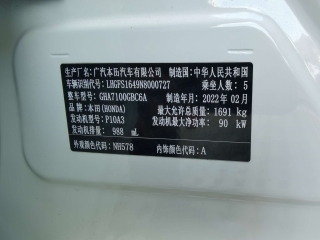 生产厂名: 广汽本田汽车有限公司 制造国: 中华人民共和国
车辆识别代号: LHGFS1649N8000727 乘坐人数: 5
整车型号: GHA7100GBC6A 制造年月: 2022年02月
品牌: 本田(HONDA) 最大允许总质量: 1691 kg
发动机型号: P10A3 发动机最大净功率: 90 kW
发动机排量: 988 mL
外观颜色代码: NH578 内饰颜色代码: A